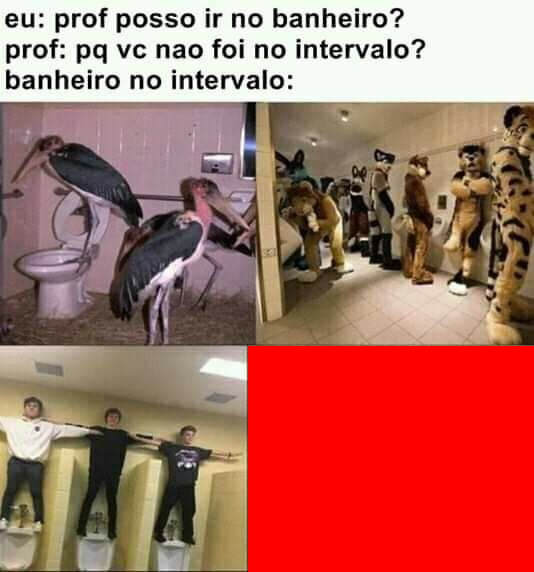 eu: prof posso ir no banheiro?
prof: pq vc nao foi no intervalo?
banheiro no intervalo: